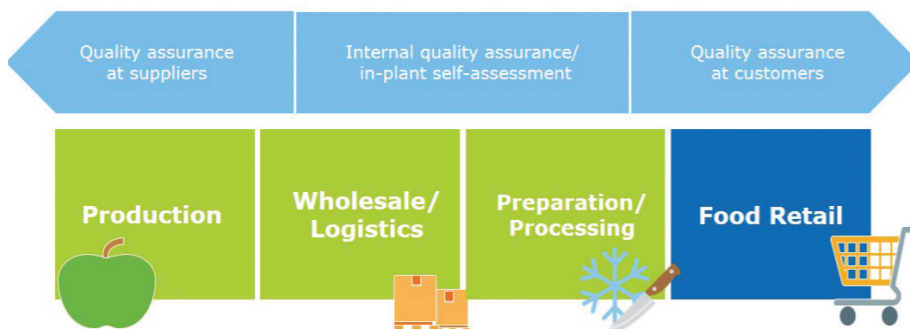 Quality assurance
at suppliers
Internal quality assurance/
in-plant self-assessment
Quality assurance
at customers
Production
Wholesale/
Logistics
Preparation/
Processing
Food Retail